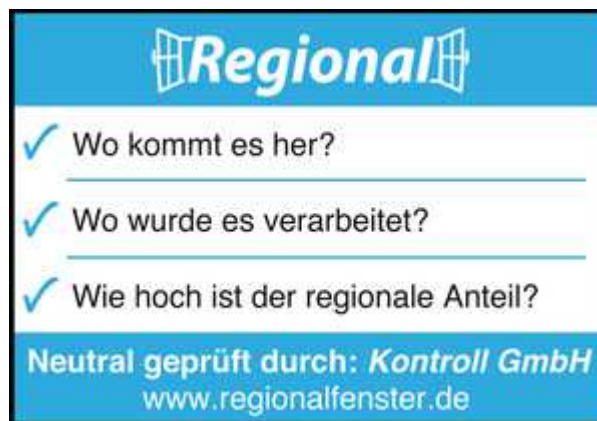 Regional
Wo kommt es her?
Wo wurde es verarbeitet?
Wie hoch ist der regionale Anteil?
Neutral geprüft durch: Kontroll GmbH
www.regionalfenster.de